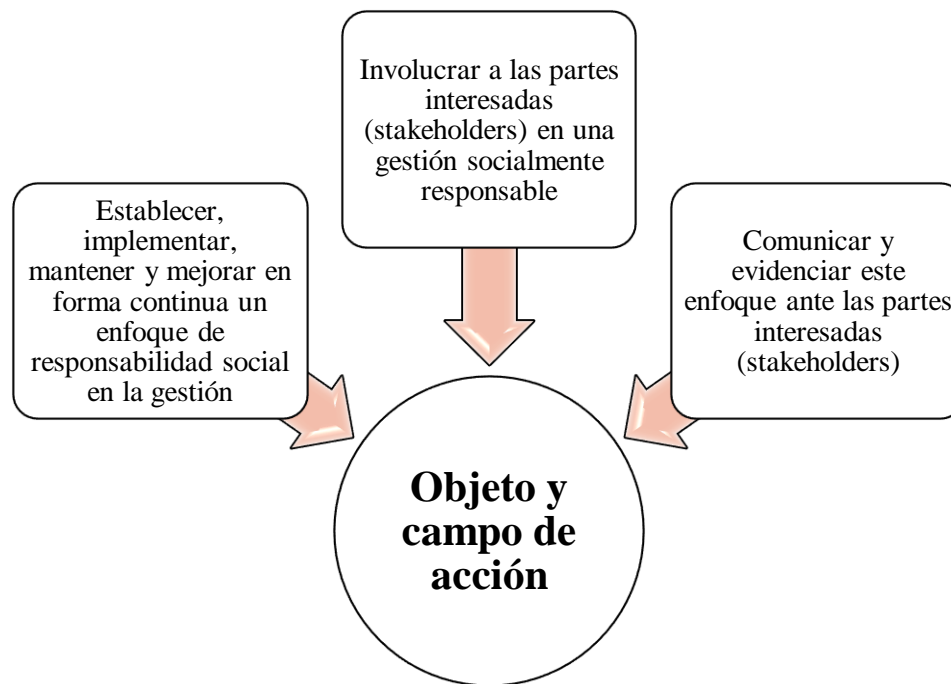 Involucrar a las partes
interesadas
(stakeholders) en una
gestión socialmente
responsable
Establecer,
implementar,
mantener y mejorar en
forma continua un
enfoque de
responsabilidad social
en la gestión
Comunicar y
evidenciar este
enfoque ante las partes
interesadas
(stakeholders)
Objeto y
campo de
acción